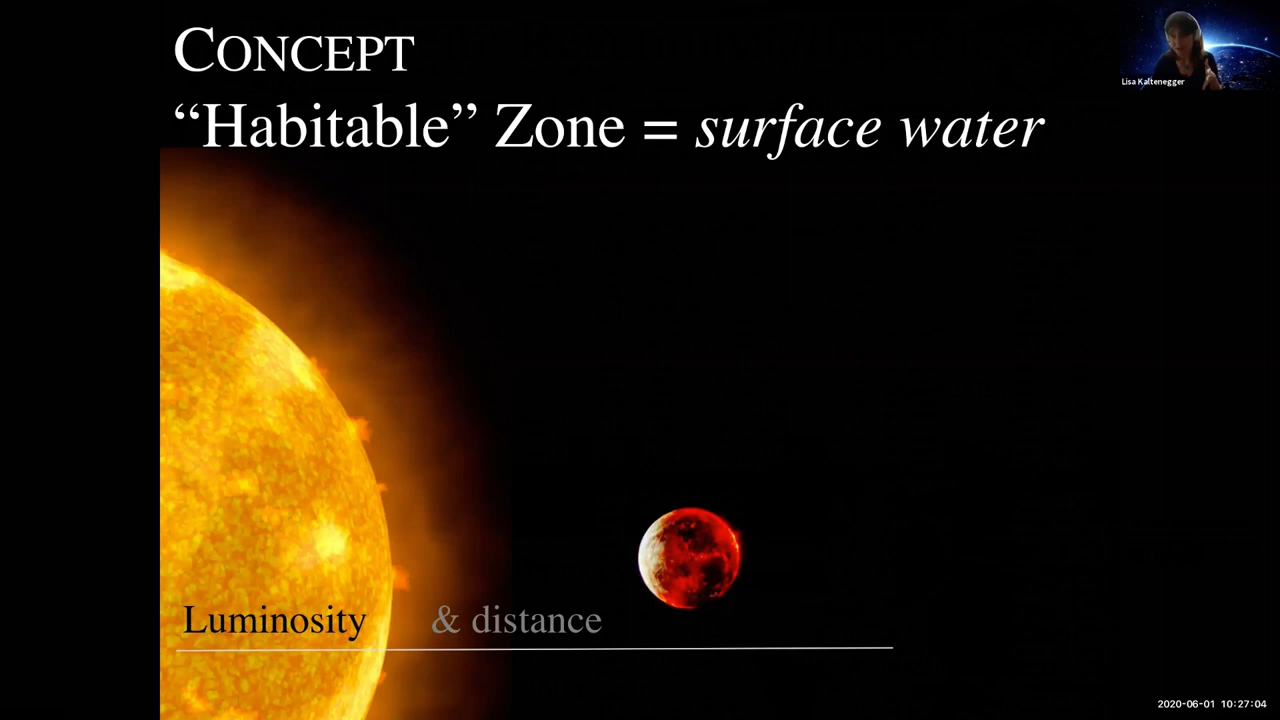 CONCEPT
“Habitable” Zone = surface water
Lisa Kaltenegger
Luminosity & distance
2020-06-01 10:27:04